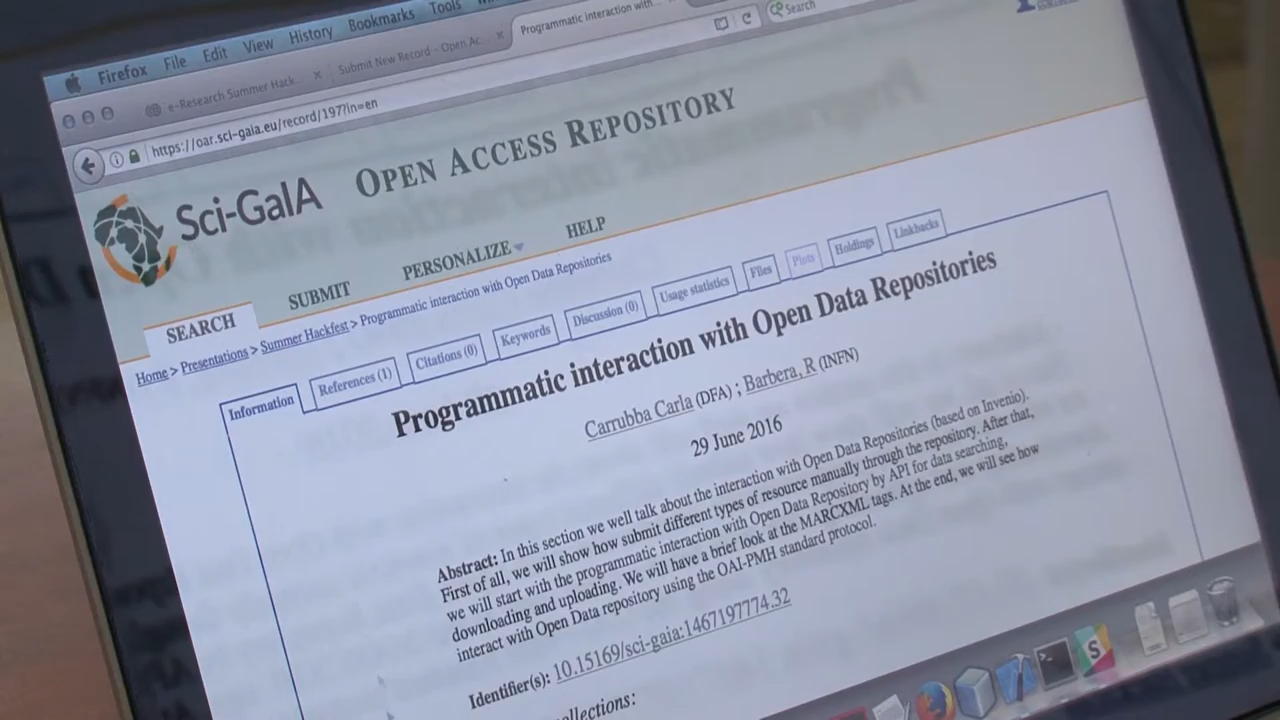 Firefox File Edit View History Bookmarks Tools
e-Research Summer Hack... × Submit New Record - Open Ac... × Programmatic interaction with...
https://oar.sci-gaia.eu/record/197?ln=en Search
Sci-GaIA OPEN ACCESS REPOSITORY
SEARCH SUBMIT PERSONALIZE HELP
Home > Presentations > Summer Hackfest > Programmatic interaction with Open Data Repositories
Information References (1) Citations (0) Keywords Discussion (0) Usage statistics Files Plots Holdings Linkbacks
Programmatic interaction with Open Data Repositories
Carrubba Carla (DFA) ; Barbera, R (INFN)
29 June 2016
Abstract: In this section we well talk about the interaction with Open Data Repositories (based on Invenio).
First of all, we will show how submit different types of resource manually through the repository. After that,
we will start with the programmatic interaction with Open Data Repository by API for data searching,
downloading and uploading. We will have a brief look at the MARCXML tags. At the end, we will see how
interact with Open Data repository using the OAI-PMH standard protocol.
Identifier(s): 10.15169/sci-gaia:1467197774.32
ollections: